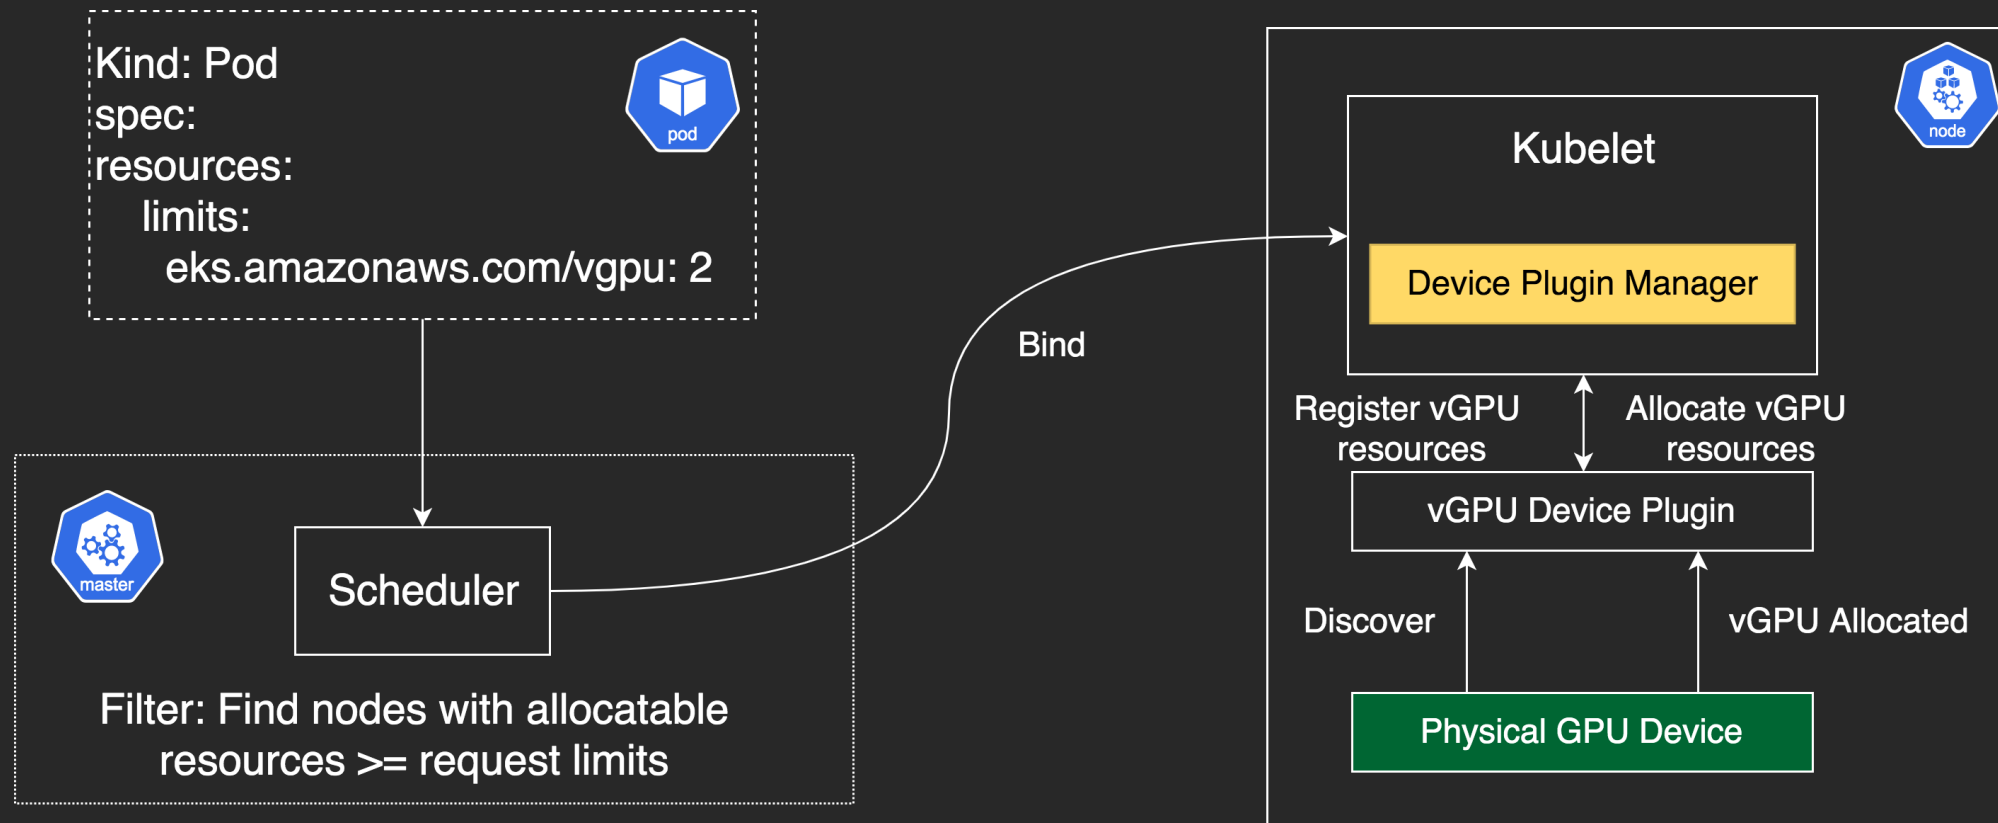 Kind: Pod
spec:
resources:
limits:
eks.amazonaws.com/vgpu: 2
pod
Scheduler
master
Filter: Find nodes with allocatable
resources >= request limits
Bind
node
Kubelet
Device Plugin Manager
Register vGPU
resources
Allocate vGPU
resources
vGPU Device Plugin
Discover
vGPU Allocated
Physical GPU Device